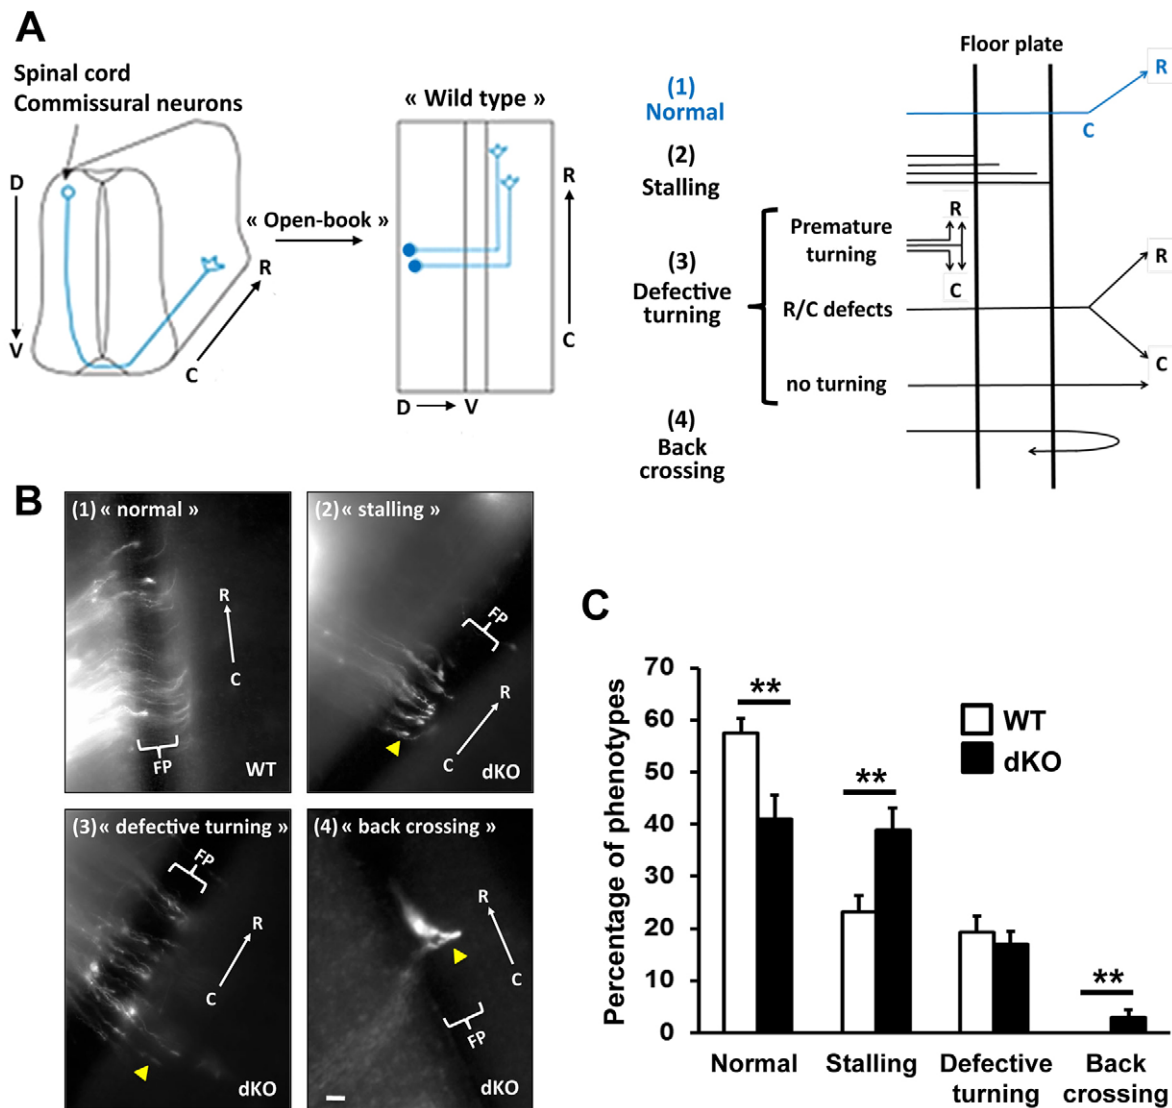 A
Spinal cord
Commissural neurons
D
V
R
C
« Open-book »
« Wild type »
R
C
D
V
Floor plate
(1)
Normal
R
C
(2)
Stalling
(3)
Defective
turning
Premature
turning
R
C
R/C defects
R
C
no turning
(4)
Back
crossing
B
(1) « normal »
R
C
FP
WT
(2) « stalling »
FP
R
C
dKO
(3) « defective turning »
FP
R
C
dKO
(4) « back crossing »
R
C
FP
dKO
C
Percentage of phenotypes
70
60
50
40
30
20
10
0
**
**
**
WT
dKO
Normal
Stalling
Defective
turning
Back
crossing